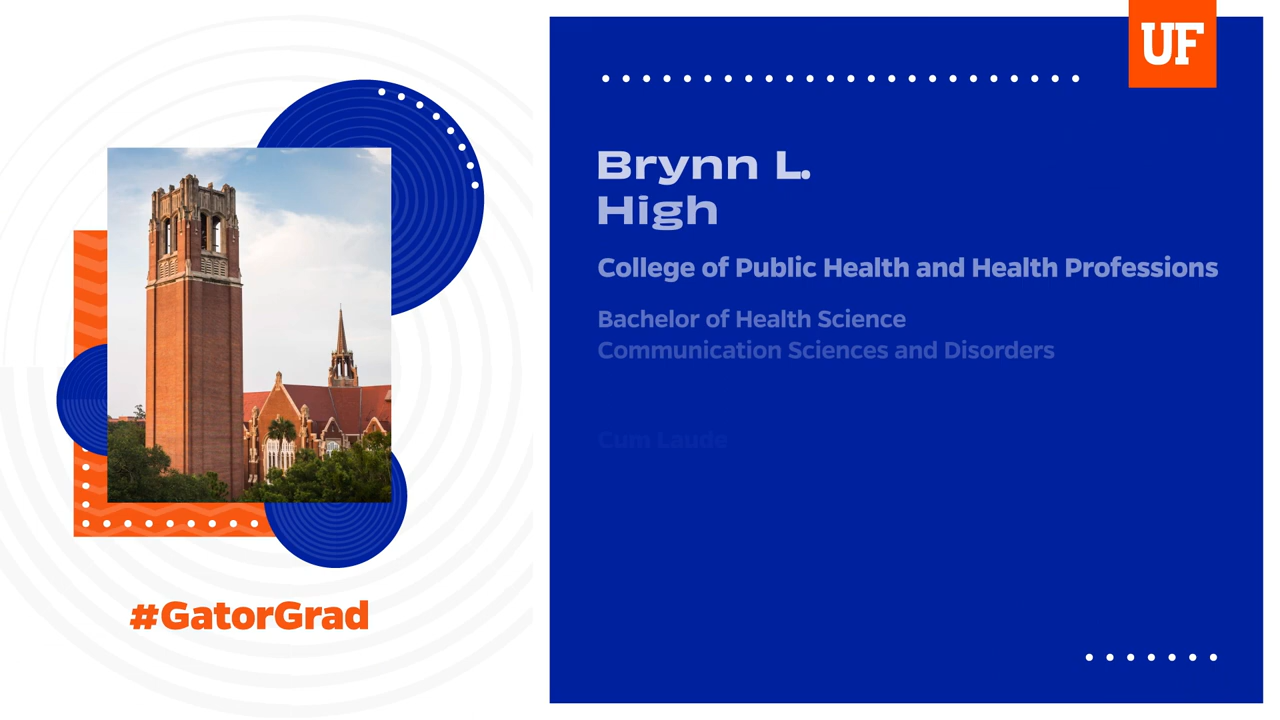 UF
Brynn L.
High
College of Public Health and Health Professions
Bachelor of Health Science
Communication Sciences and Disorders
Cum Laude
#GatorGrad